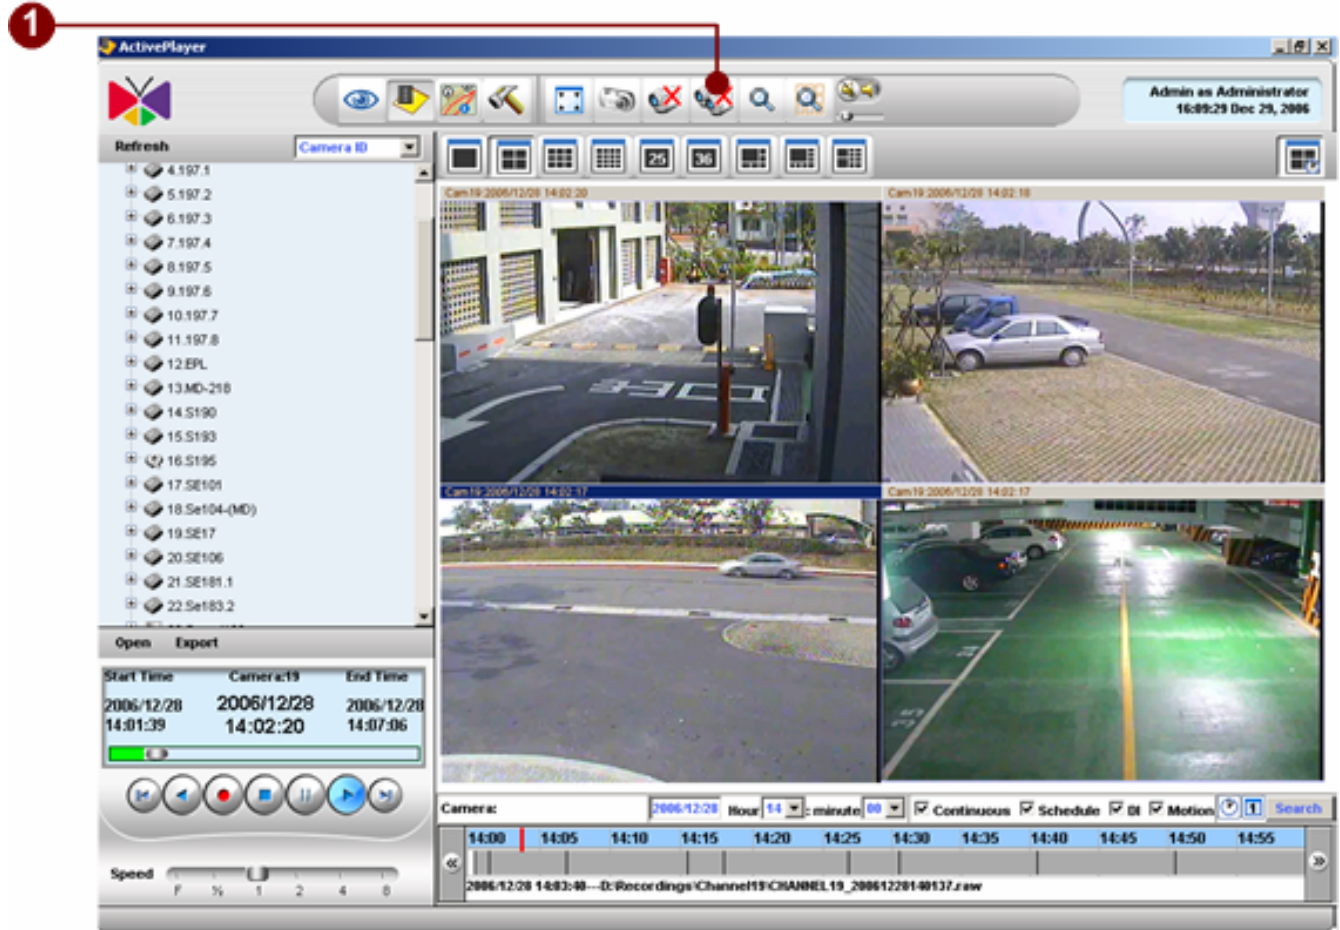 1
ActivePlayer
Admin as Administrator
16:09:29 Dec 29, 2006
Refresh
Camera ID
25
36
4.197.1
5.197.2
6.197.3
7.197.4
8.197.5
9.197.6
10.197.7
11.197.8
12.EPL
13.MD-218
14.S190
15.S193
16.S195
17.SE101
18.Se104-(MD)
19.SE17
20.SE106
21.SE181.1
22.Se183.2
Cam19:2006/12/28 14:02:20
Cam19:2006/12/28 14:02:18
Cam19:2006/12/28 14:02:17
Cam19:2006/12/28 14:02:17
Open Export
Start Time Camera:19 End Time
2006/12/28 2006/12/28 2006/12/28
14:01:39 14:02:20 14:07:06
Speed
F ½ 1 2 4 8
Camera: 2006/12/28 Hour 14 : minute 00 Continuous Schedule DI Motion 1 Search
14:00 14:05 14:10 14:15 14:20 14:25 14:30 14:35 14:40 14:45 14:50 14:55
2006/12/28 14:03:40---D:\Recordings\Channel19\CHANNEL19_20061228140137.raw